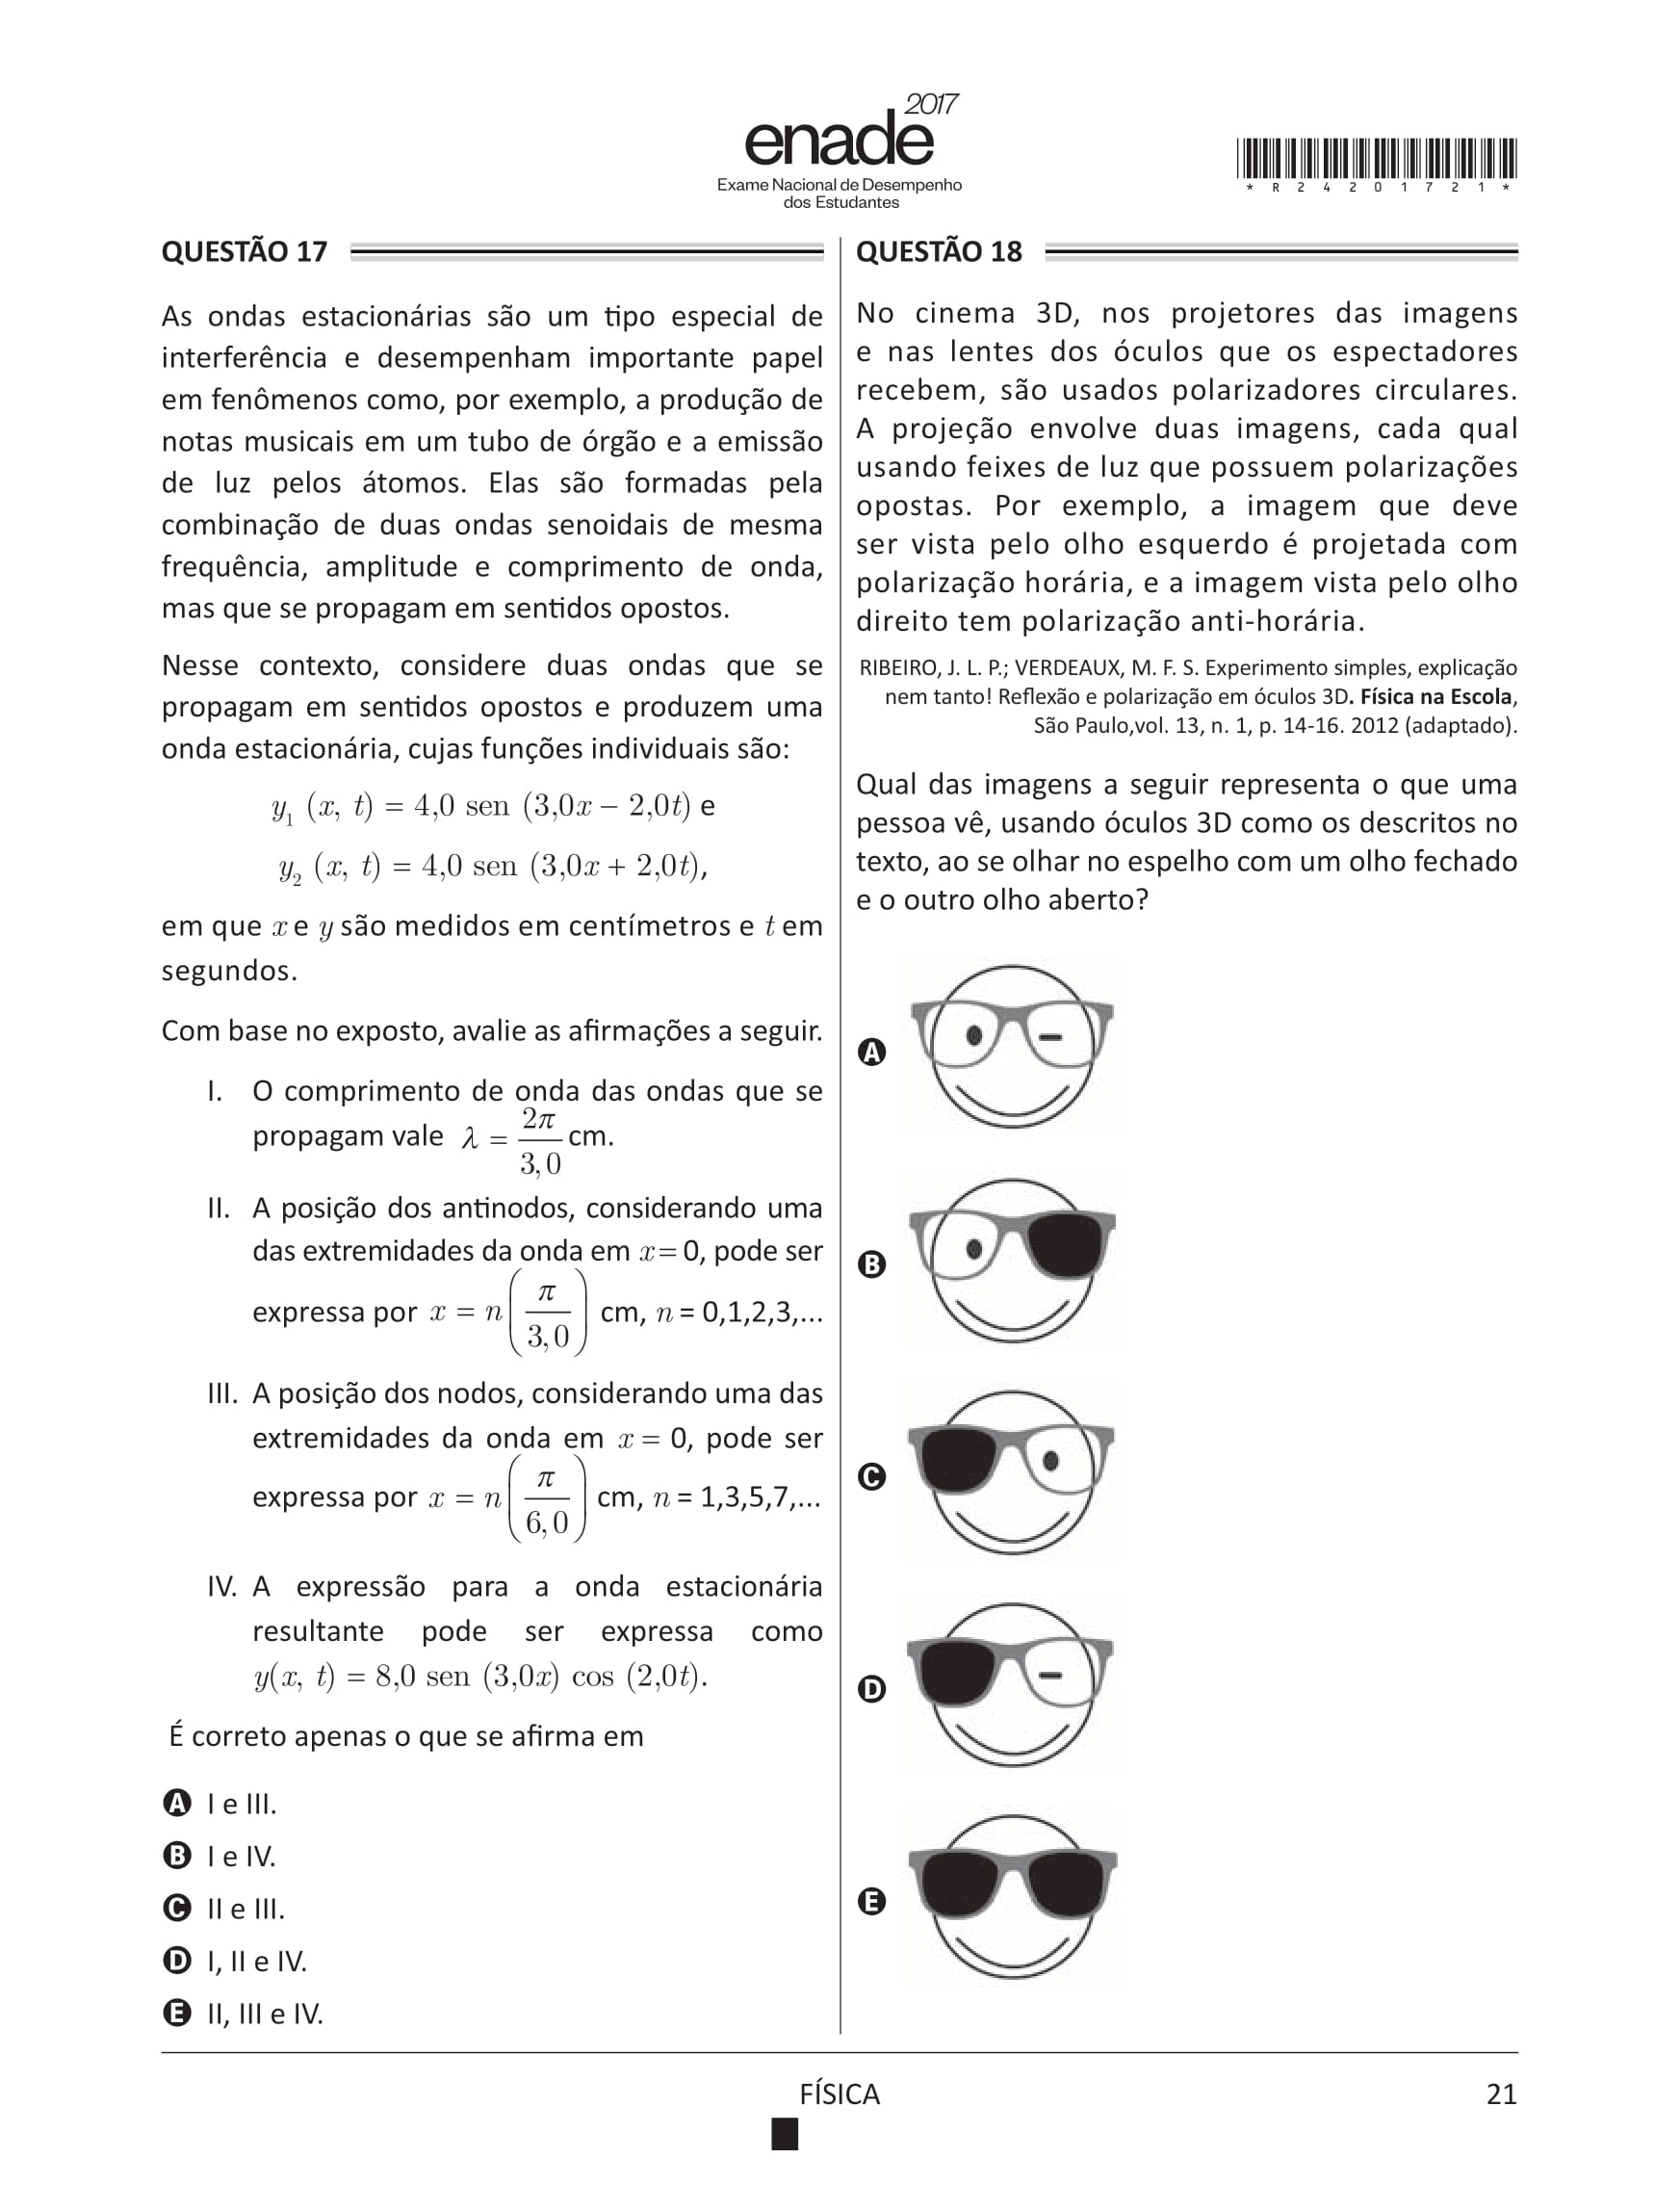 2017
enade
Exame Nacional de Desempenho
dos Estudantes
* R 2 4 2 0 1 7 2 1 *
QUESTÃO 17
As ondas estacionárias são um tipo especial de
interferência e desempenham importante papel
em fenômenos como, por exemplo, a produção de
notas musicais em um tubo de órgão e a emissão
de luz pelos átomos. Elas são formadas pela
combinação de duas ondas senoidais de mesma
frequência, amplitude e comprimento de onda,
mas que se propagam em sentidos opostos.
Nesse contexto, considere duas ondas que se
propagam em sentidos opostos e produzem uma
onda estacionária, cujas funções individuais são:
y₁ (x, t) = 4,0 sen (3,0x − 2,0t) e
y₂ (x, t) = 4,0 sen (3,0x + 2,0t),
em que x e y são medidos em centímetros e t em
segundos.
Com base no exposto, avalie as afirmações a seguir.
I. O comprimento de onda das ondas que se
propagam vale λ = 2π/3,0 cm.
II. A posição dos antinodos, considerando uma
das extremidades da onda em x = 0, pode ser
expressa por x = n(π/3,0) cm, n = 0,1,2,3,...
III. A posição dos nodos, considerando uma das
extremidades da onda em x = 0, pode ser
expressa por x = n(π/6,0) cm, n = 1,3,5,7,...
IV. A expressão para a onda estacionária
resultante pode ser expressa como
y(x, t) = 8,0 sen (3,0x) cos (2,0t).
É correto apenas o que se afirma em
A I e III.
B I e IV.
C II e III.
D I, II e IV.
E II, III e IV.
QUESTÃO 18
No cinema 3D, nos projetores das imagens
e nas lentes dos óculos que os espectadores
recebem, são usados polarizadores circulares.
A projeção envolve duas imagens, cada qual
usando feixes de luz que possuem polarizações
opostas. Por exemplo, a imagem que deve
ser vista pelo olho esquerdo é projetada com
polarização horária, e a imagem vista pelo olho
direito tem polarização anti-horária.
RIBEIRO, J. L. P.; VERDEAUX, M. F. S. Experimento simples, explicação
nem tanto! Reflexão e polarização em óculos 3D. Física na Escola,
São Paulo,vol. 13, n. 1, p. 14-16. 2012 (adaptado).
Qual das imagens a seguir representa o que uma
pessoa vê, usando óculos 3D como os descritos no
texto, ao se olhar no espelho com um olho fechado
e o outro olho aberto?
A
B
C
D
E
FÍSICA
21